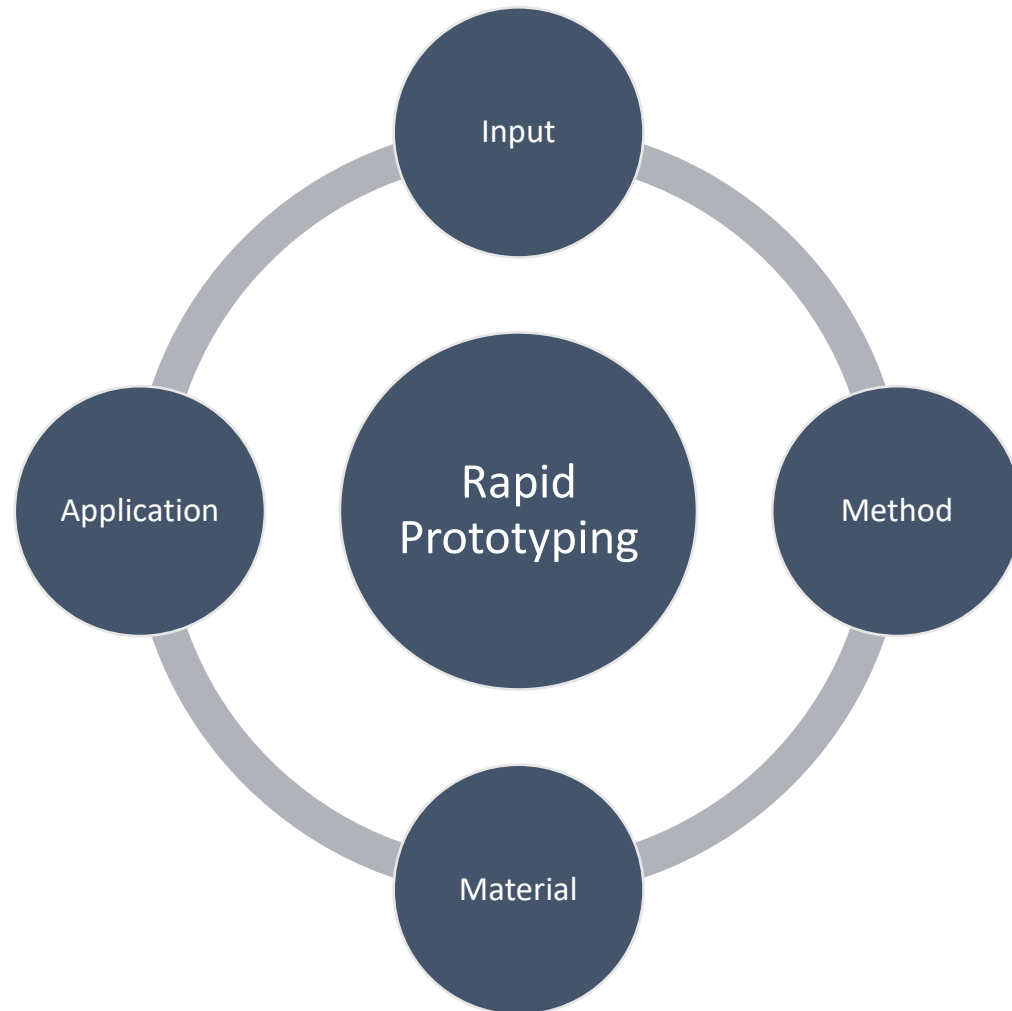 Input
Application
Rapid
Prototyping
Method
Material